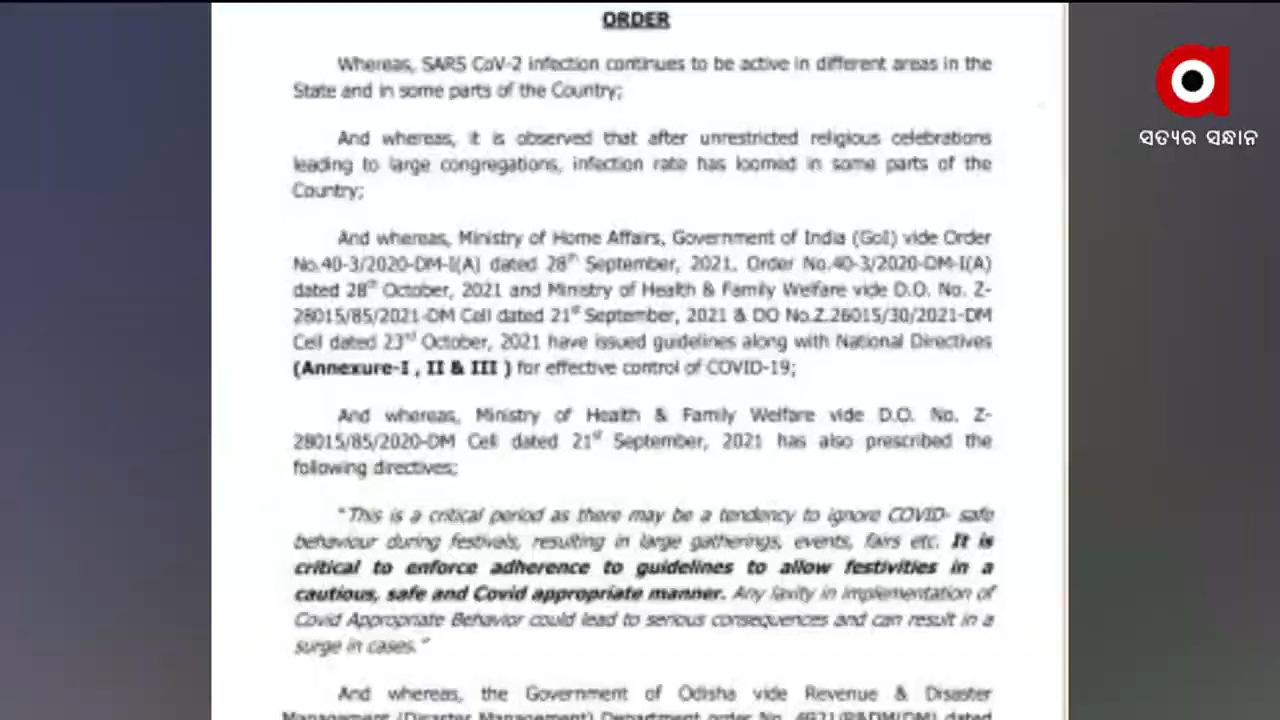 ORDER
Whereas, SARS CoV-2 infection continues to be active in different areas in the
State and in some parts of the Country;
And whereas, it is observed that after unrestricted religious celebrations
leading to large congregations, infection rate has loomed in some parts of the
Country;
And whereas, Ministry of Home Affairs, Government of India (GoI) vide Order
No.40-3/2020-DM-I(A) dated 28th September, 2021, Order No.40-3/2020-DM-I(A)
dated 28th October, 2021 and Ministry of Health & Family Welfare vide D.O. No. Z-
28015/85/2021-DM Cell dated 21st September, 2021 & DO No.Z.28015/30/2021-DM
Cell dated 23rd October, 2021 have issued guidelines along with National Directives
(Annexure-I , II & III ) for effective control of COVID-19;
And whereas, Ministry of Health & Family Welfare vide D.O. No. Z-
28015/85/2020-DM Cell dated 21st September, 2021 has also prescribed the
following directives;
"This is a critical period as there may be a tendency to ignore COVID- safe
behaviour during festivals, resulting in large gatherings, events, fairs etc. It is
critical to enforce adherence to guidelines to allow festivities in a
cautious, safe and Covid appropriate manner. Any laxity in implementation of
Covid Appropriate Behavior could lead to serious consequences and can result in a
surge in cases."
And whereas, the Government of Odisha vide Revenue & Disaster
Management (Disaster Management) Department order No. dated
ସତ୍ୟର ସନ୍ଧାନ